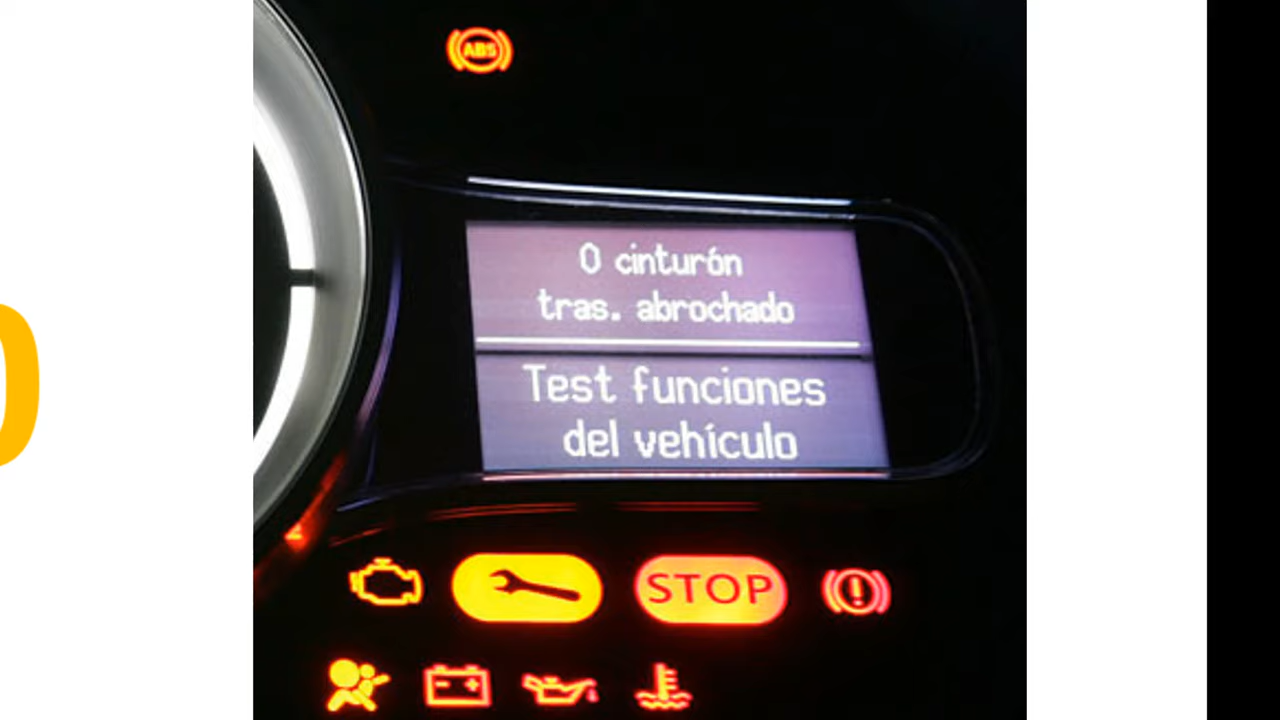 ABS
0 cinturón
tras. abrochado
Test funciones
del vehículo
STOP